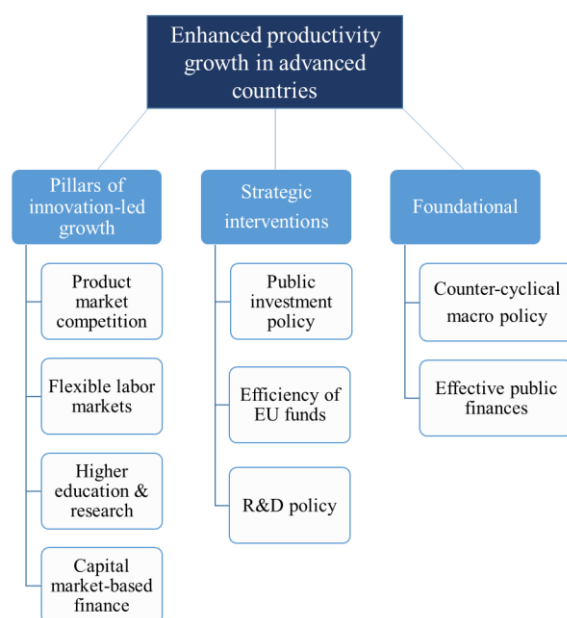 Enhanced productivity
growth in advanced
countries
Pillars of
innovation-led
growth
Product
market
competition
Flexible labor
markets
Higher
education &
research
Capital
market-based
finance
Strategic
interventions
Public
investment
policy
Efficiency of
EU funds
R&D policy
Foundational
Counter-cyclical
macro policy
Effective public
finances